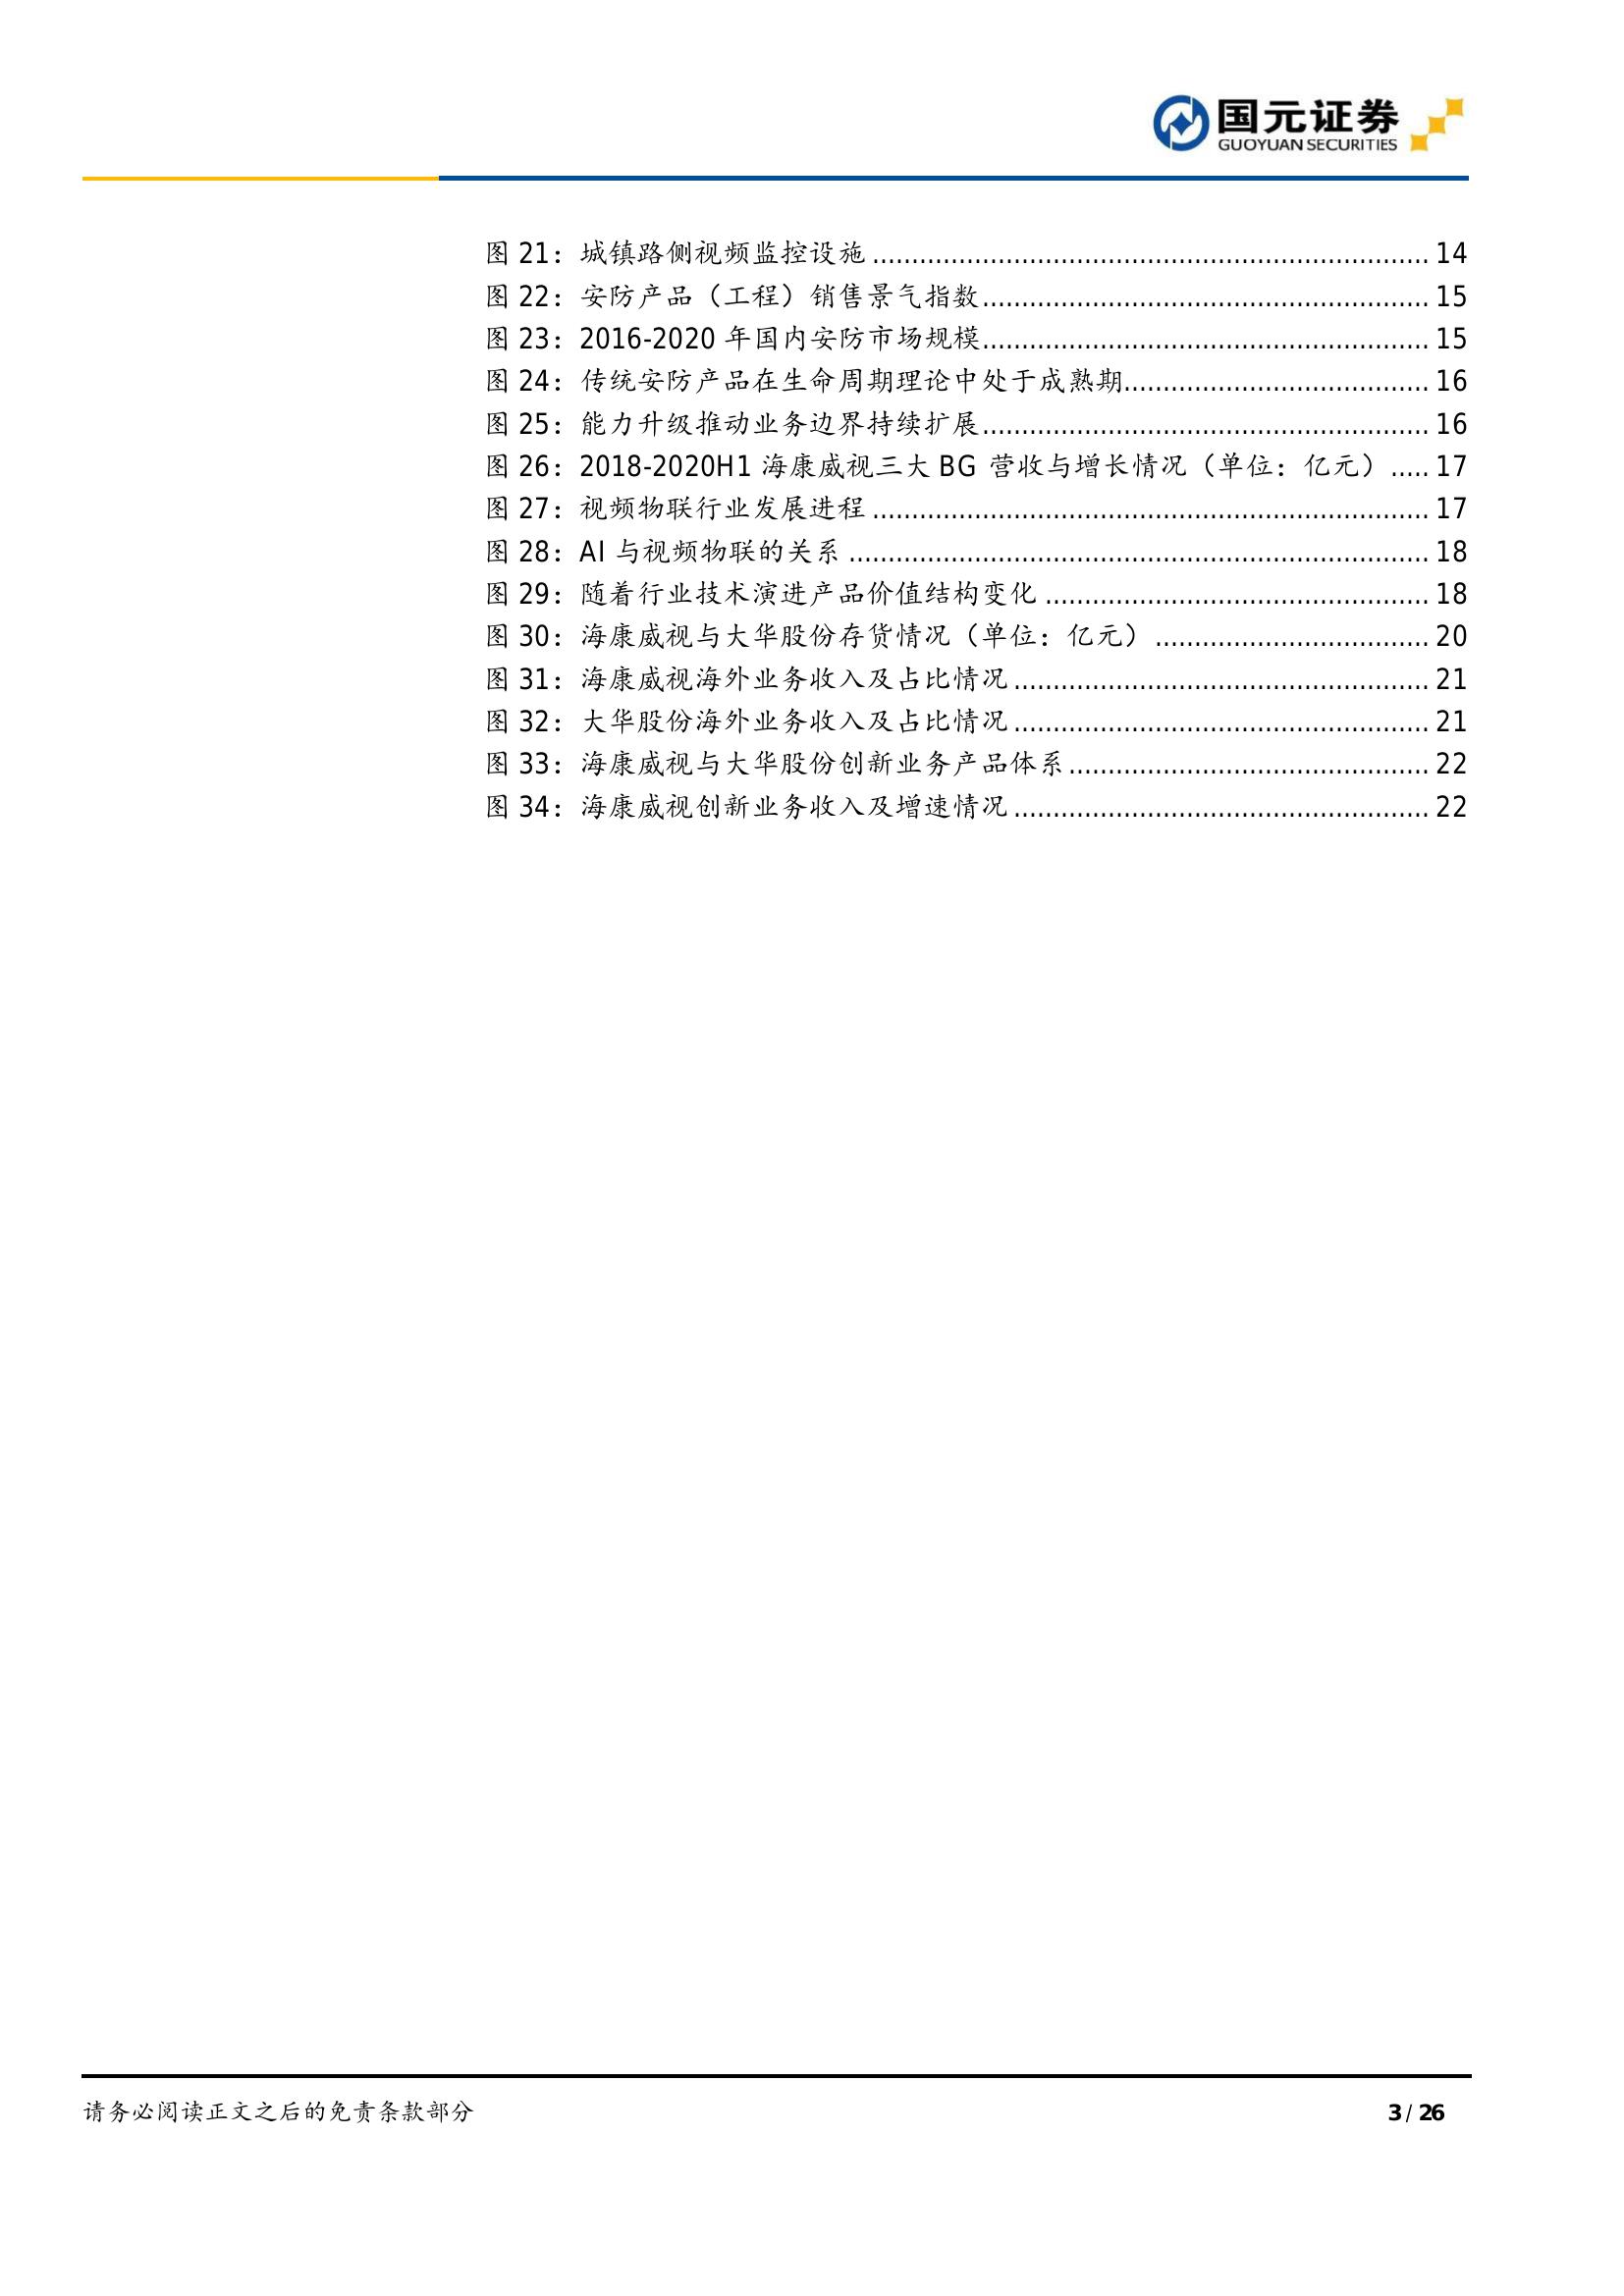 国元证券
GUOYUAN SECURITIES
图 21：城镇路侧视频监控设施 ........................................................................ 14
图 22：安防产品（工程）销售景气指数.......................................................... 15
图 23：2016-2020 年国内安防市场规模.......................................................... 15
图 24：传统安防产品在生命周期理论中处于成熟期....................................... 16
图 25：能力升级推动业务边界持续扩展.......................................................... 16
图 26：2018-2020H1 海康威视三大 BG 营收与增长情况（单位：亿元）..... 17
图 27：视频物联行业发展进程 ........................................................................ 17
图 28：AI 与视频物联的关系 ........................................................................... 18
图 29：随着行业技术演进产品价值结构变化 ................................................. 18
图 30：海康威视与大华股份存货情况（单位：亿元）................................... 20
图 31：海康威视海外业务收入及占比情况...................................................... 21
图 32：大华股份海外业务收入及占比情况...................................................... 21
图 33：海康威视与大华股份创新业务产品体系............................................... 22
图 34：海康威视创新业务收入及增速情况...................................................... 22
请务必阅读正文之后的免责条款部分
3 / 26